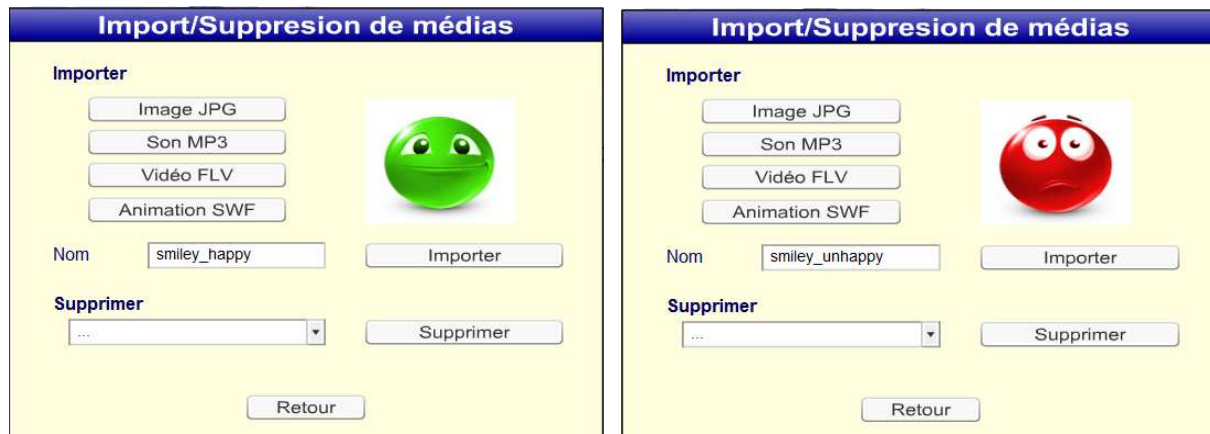 Import/Suppresion de médias
Importer
Image JPG
Son MP3
Vidéo FLV
Animation SWF
Nom smiley_happy Importer
Supprimer
... Supprimer
Retour
Import/Suppresion de médias
Importer
Image JPG
Son MP3
Vidéo FLV
Animation SWF
Nom smiley_unhappy Importer
Supprimer
... Supprimer
Retour